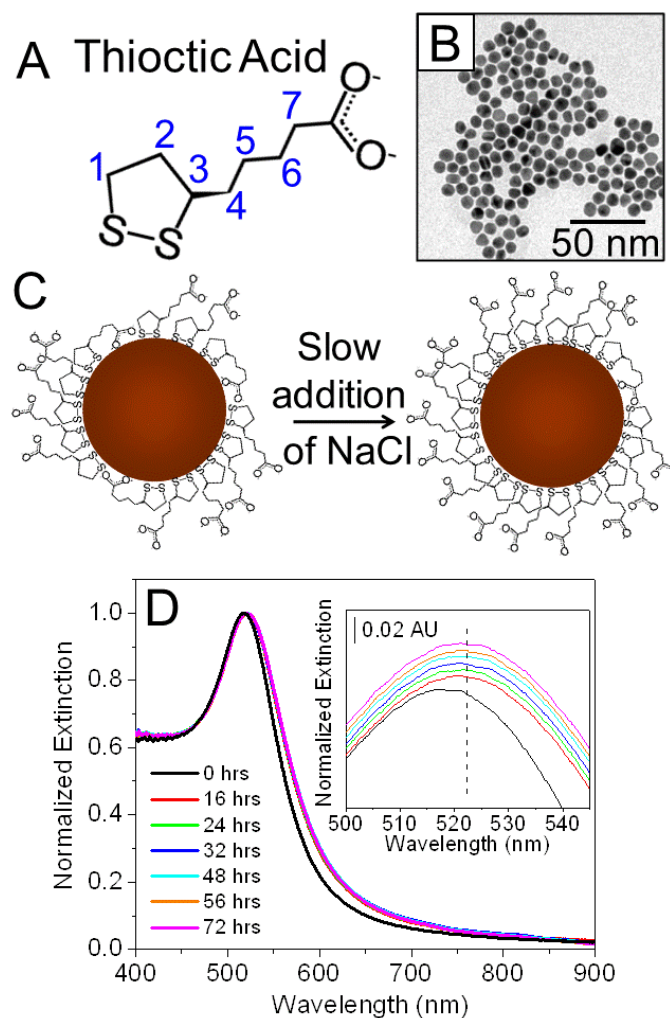 A Thioctic Acid
O-
7
2
5
1
3
6
O-
4
S
S
B
50 nm
C
Slow
addition
of NaCl
D
Normalized Extinction
1.0
0.8
0.6
0.4
0.2
0.0
0 hrs
16 hrs
24 hrs
32 hrs
48 hrs
56 hrs
72 hrs
400 500 600 700 800 900
Wavelength (nm)
0.02 AU
Normalized Extinction
500 510 520 530 540
Wavelength (nm)